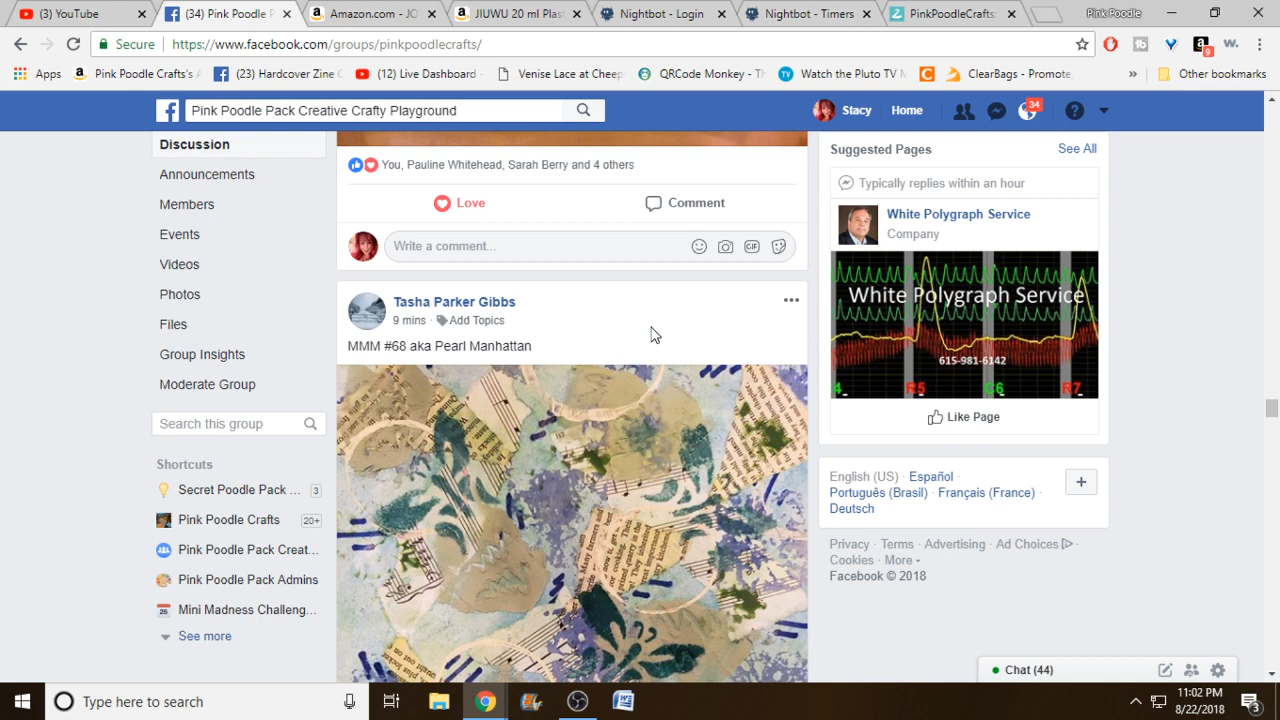 (3) YouTube
(34) Pink Poodle P
Amazon.com - JO
JIUWU 20 ml Plas
Nightbot - Login
Nightbot - Timers
PinkPoodleCrafts
Pink Poodle
Secure
https://www.facebook.com/groups/pinkpoodlecrafts/
Apps
Pink Poodle Crafts's A
(23) Hardcover Zine
(12) Live Dashboard
Venise Lace at Cheep
QRCode Monkey - Th
Watch the Pluto TV M
ClearBags - Promote,
» Other bookmarks
Pink Poodle Pack Creative Crafty Playground
Stacy
Home
34
Discussion
Announcements
Members
Events
Videos
Photos
Files
Group Insights
Moderate Group
Search this group
Shortcuts
Secret Poodle Pack ... 3
Pink Poodle Crafts 20+
Pink Poodle Pack Creat...
Pink Poodle Pack Admins
Mini Madness Challeng...
See more
You, Pauline Whitehead, Sarah Berry and 4 others
Love
Comment
Write a comment...
GIF
Tasha Parker Gibbs
9 mins · Add Topics
MMM #68 aka Pearl Manhattan
Suggested Pages
See All
Typically replies within an hour
White Polygraph Service
Company
White Polygraph Service
615-981-6142
4 R5 C6 R7
Like Page
English (US) · Español ·
Português (Brasil) · Français (France) ·
Deutsch
Privacy · Terms · Advertising · Ad Choices ·
Cookies · More
Facebook © 2018
Chat (44)
Type here to search
11:02 PM
8/22/2018
3